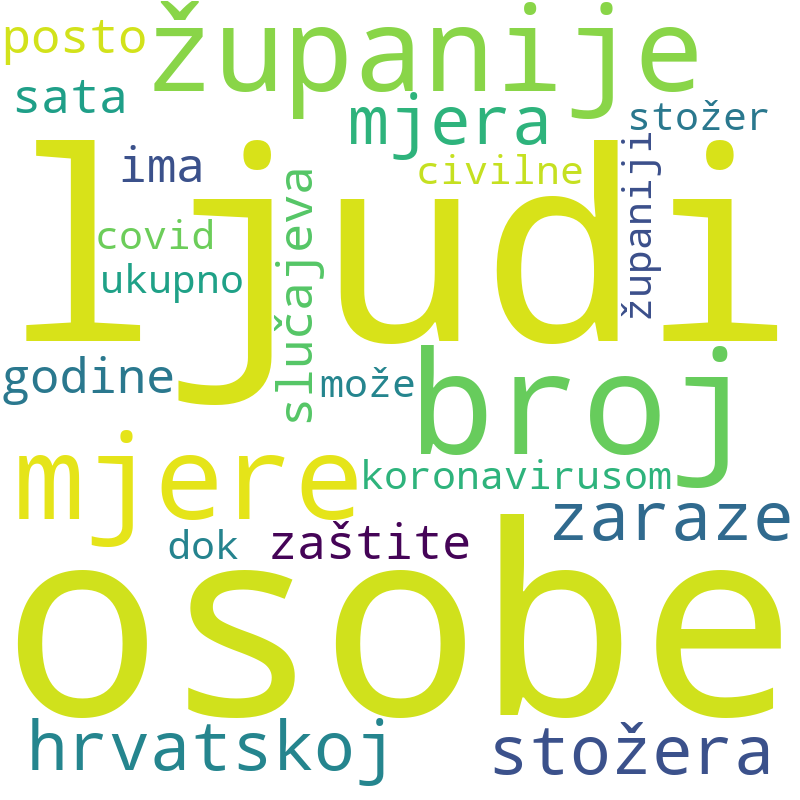 posto
županije
sata
mjera
stožer
ima
civilne
županiji
ljudi
covid
slučajeva
ukupno
godine
može
broj
mjere
koronavirusom
zaraze
dok
zaštite
osobe
hrvatskoj
stožera